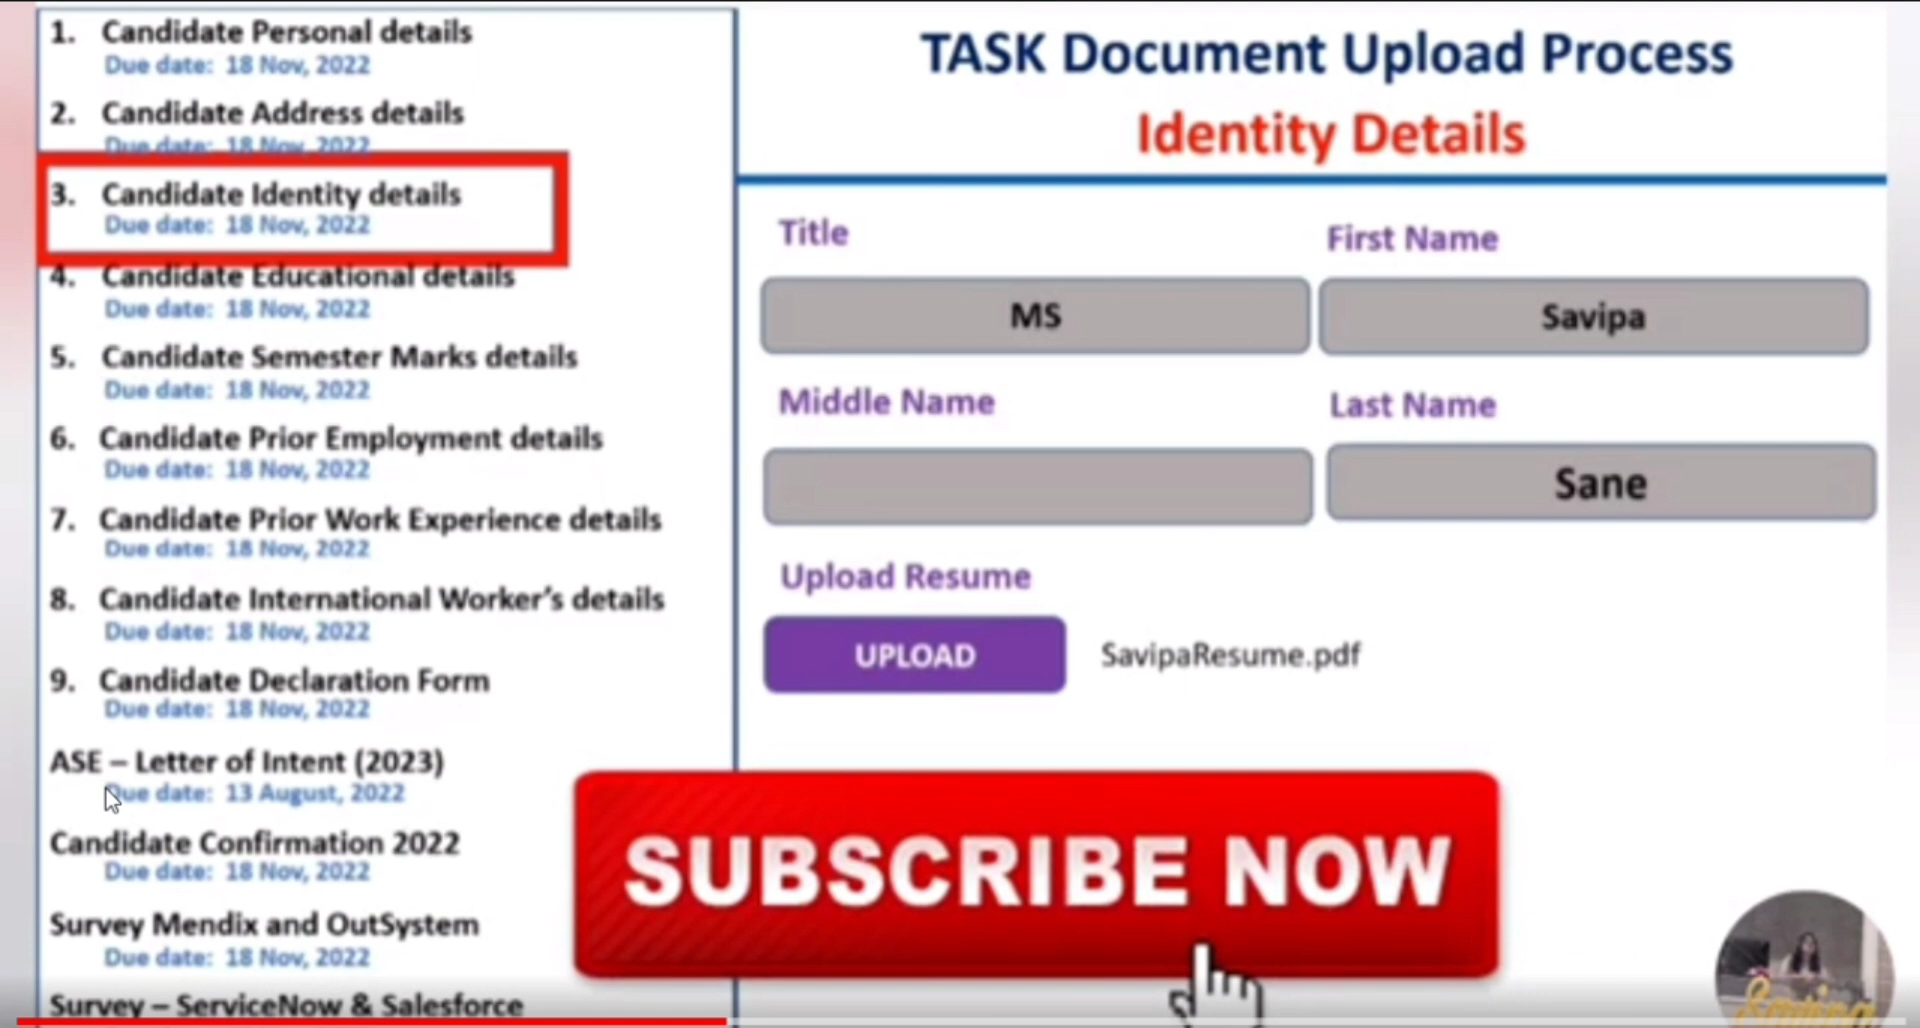 1. Candidate Personal details
Due date: 18 Nov, 2022
2. Candidate Address details
Due date: 18 Nov, 2022
3. Candidate Identity details
Due date: 18 Nov, 2022
4. Candidate Educational details
Due date: 18 Nov, 2022
5. Candidate Semester Marks details
Due date: 18 Nov, 2022
6. Candidate Prior Employment details
Due date: 18 Nov, 2022
7. Candidate Prior Work Experience details
Due date: 18 Nov, 2022
8. Candidate International Worker's details
Due date: 18 Nov, 2022
9. Candidate Declaration Form
Due date: 18 Nov, 2022
ASE – Letter of Intent (2023)
Due date: 13 August, 2022
Candidate Confirmation 2022
Due date: 18 Nov, 2022
Survey Mendix and OutSystem
Due date: 18 Nov, 2022
Survey – ServiceNow & Salesforce
TASK Document Upload Process
Identity Details
Title
First Name
MS
Savipa
Middle Name
Last Name
Sane
Upload Resume
UPLOAD
SavipaResume.pdf
SUBSCRIBE NOW